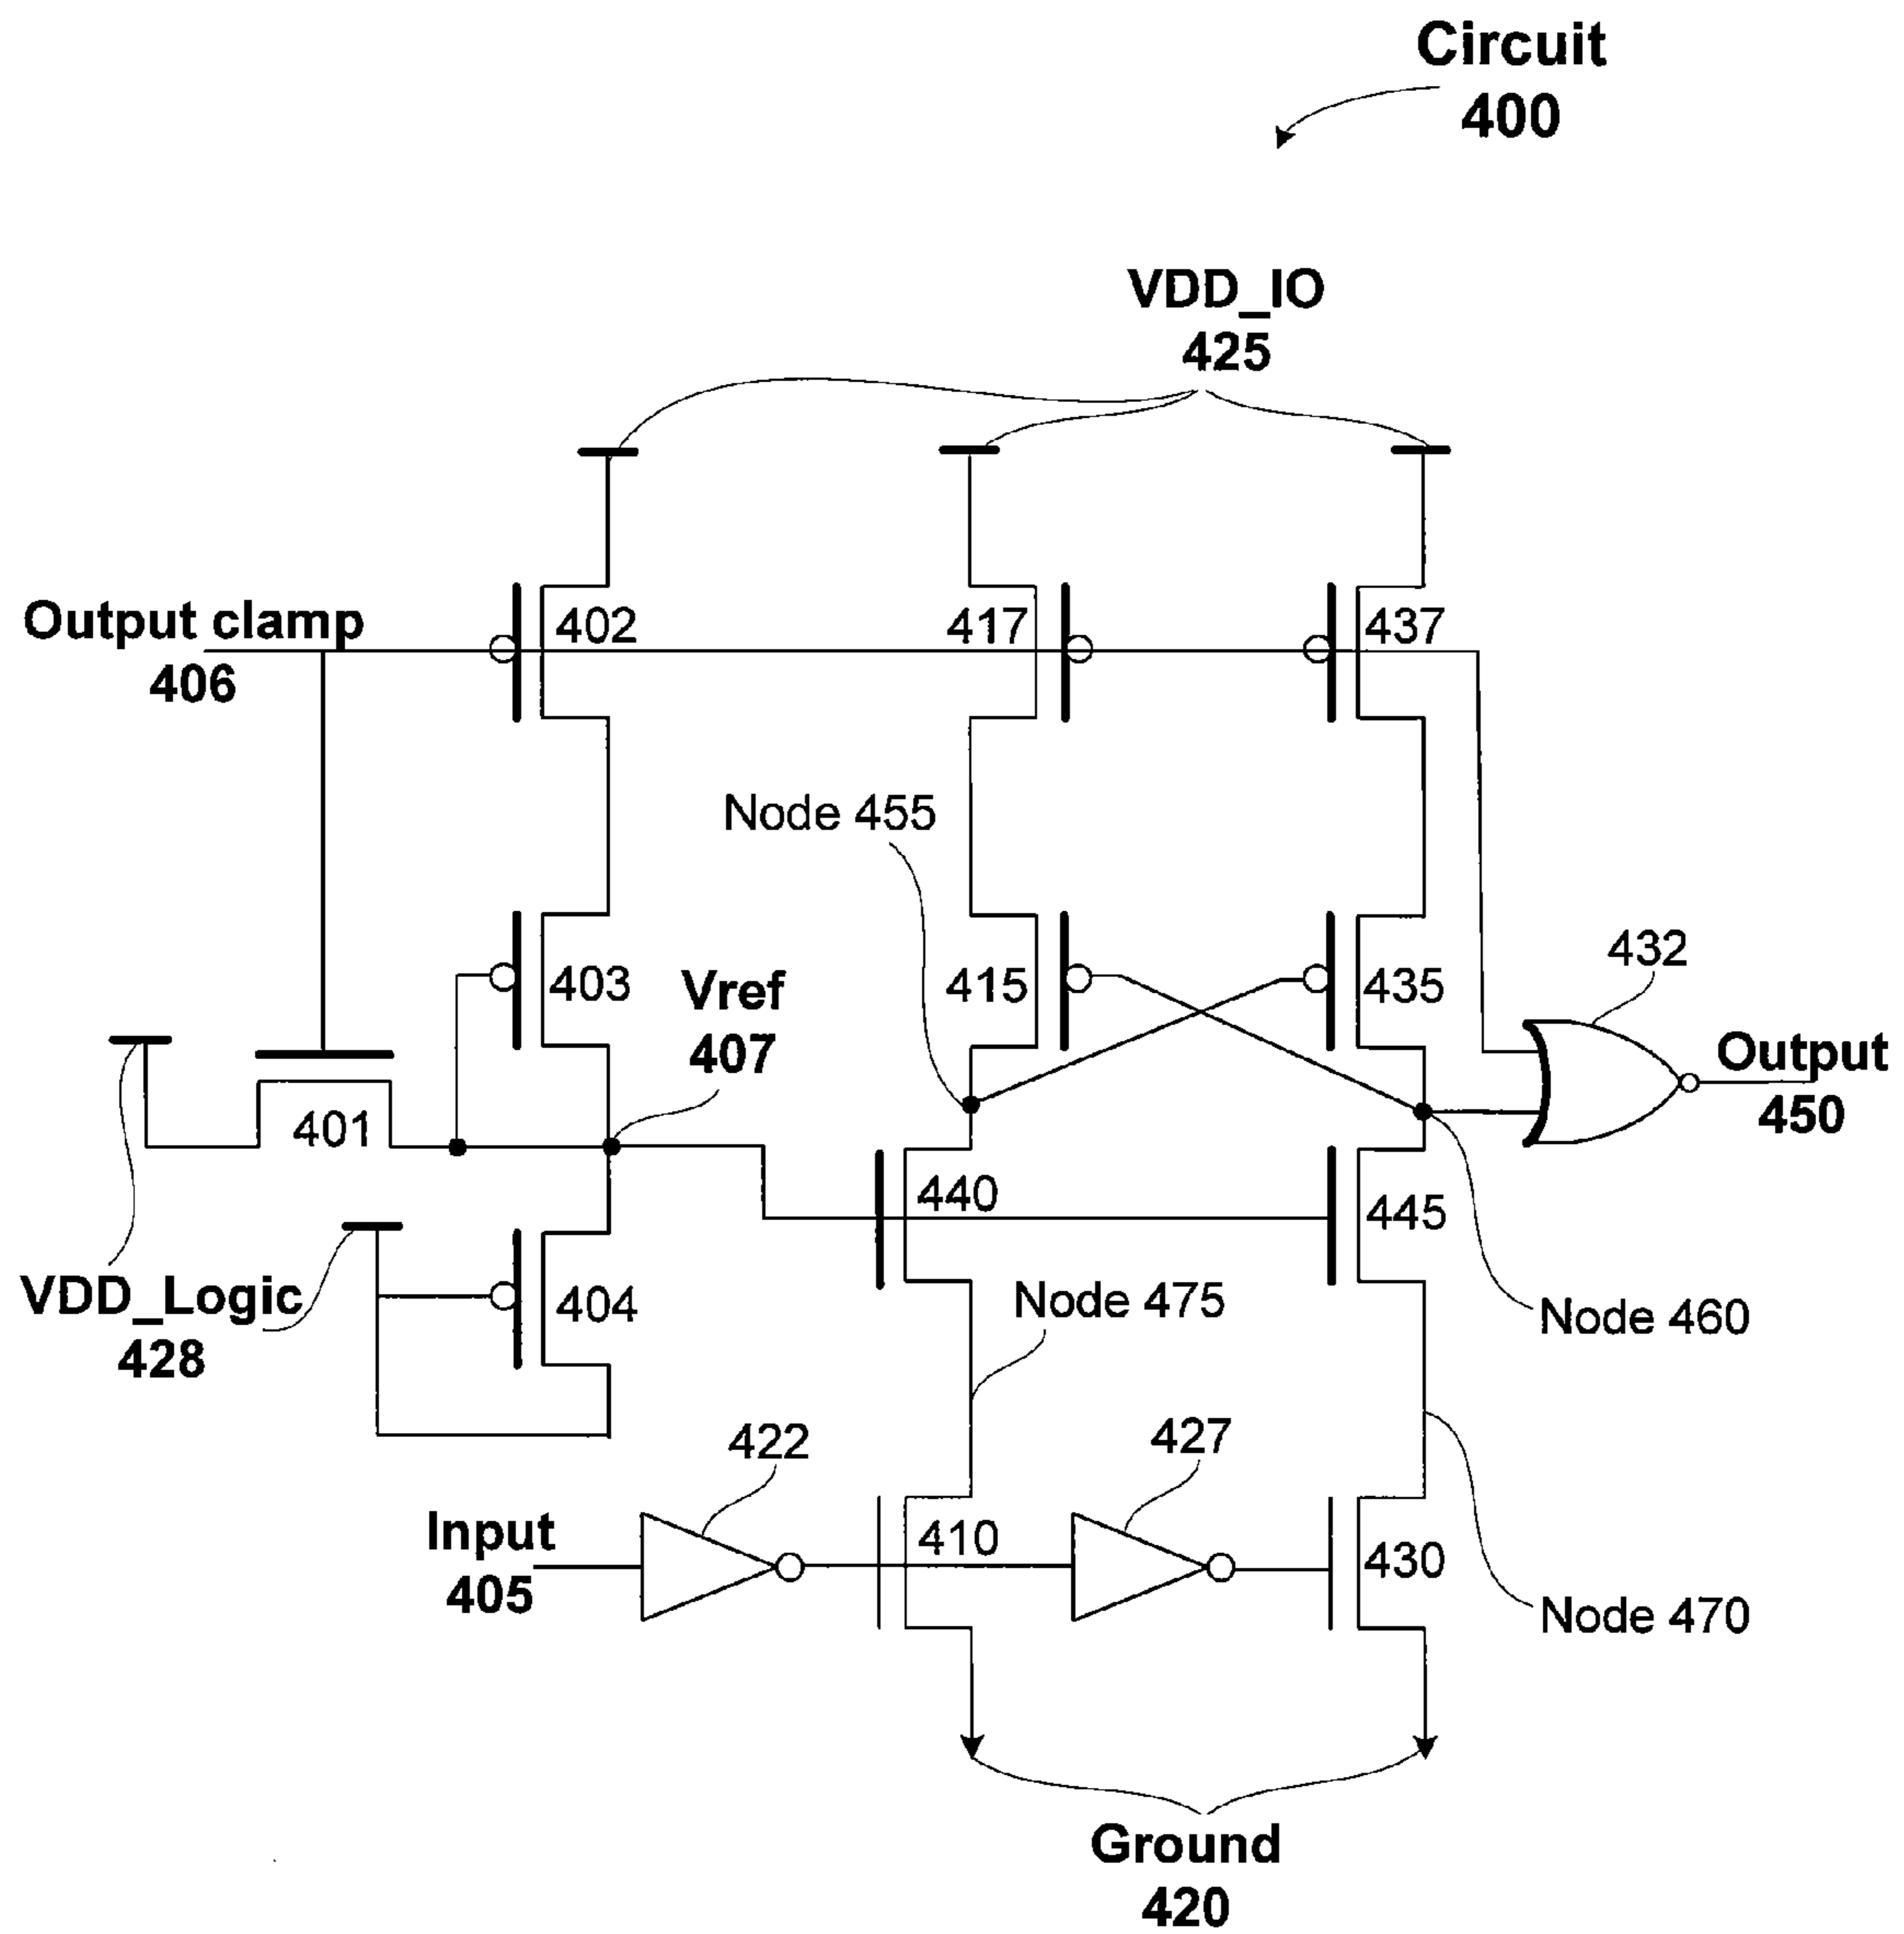 Circuit
400
VDD_IO
425
Output clamp
406
402
417
437
Node 455
403
Vref
407
415
435
432
Output
450
401
440
445
VDD_Logic
428
404
Node 475
Node 460
422
427
Input
405
410
430
Node 470
Ground
420